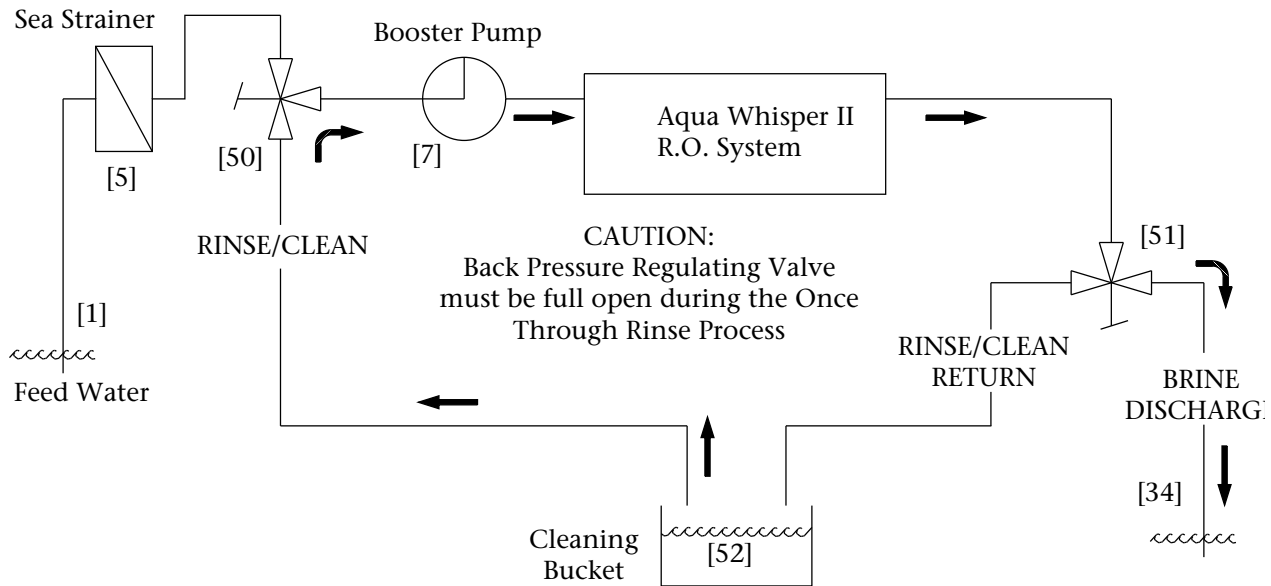 Sea Strainer
Booster Pump
Aqua Whisper II
R.O. System
[50]
[7]
[5]
RINSE/CLEAN
CAUTION:
Back Pressure Regulating Valve
must be full open during the Once
Through Rinse Process
[51]
[1]
Feed Water
RINSE/CLEAN
RETURN
BRINE
DISCHARGE
[34]
Cleaning
Bucket
[52]